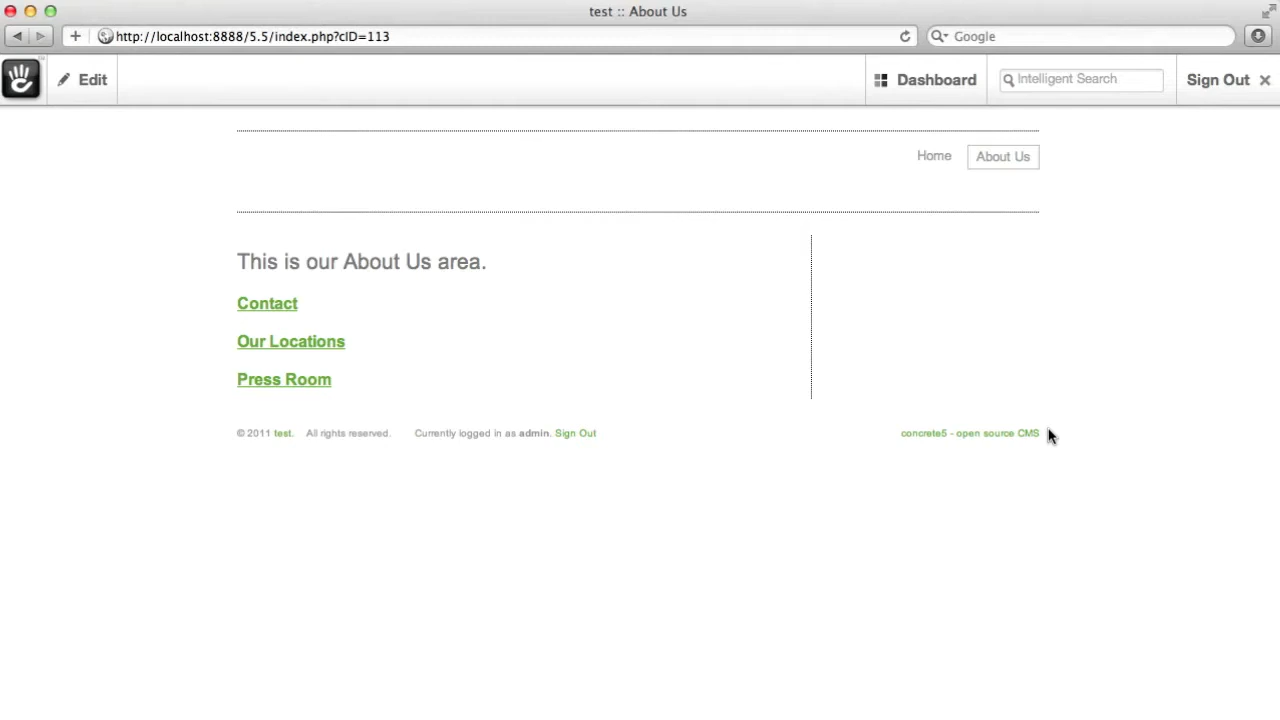 test :: About Us
http://localhost:8888/5.5/index.php?cID=113
Google
Edit
Dashboard
Intelligent Search
Sign Out
Home
About Us
This is our About Us area.
Contact
Our Locations
Press Room
© 2011 test. All rights reserved. Currently logged in as admin. Sign Out
concrete5 - open source CMS